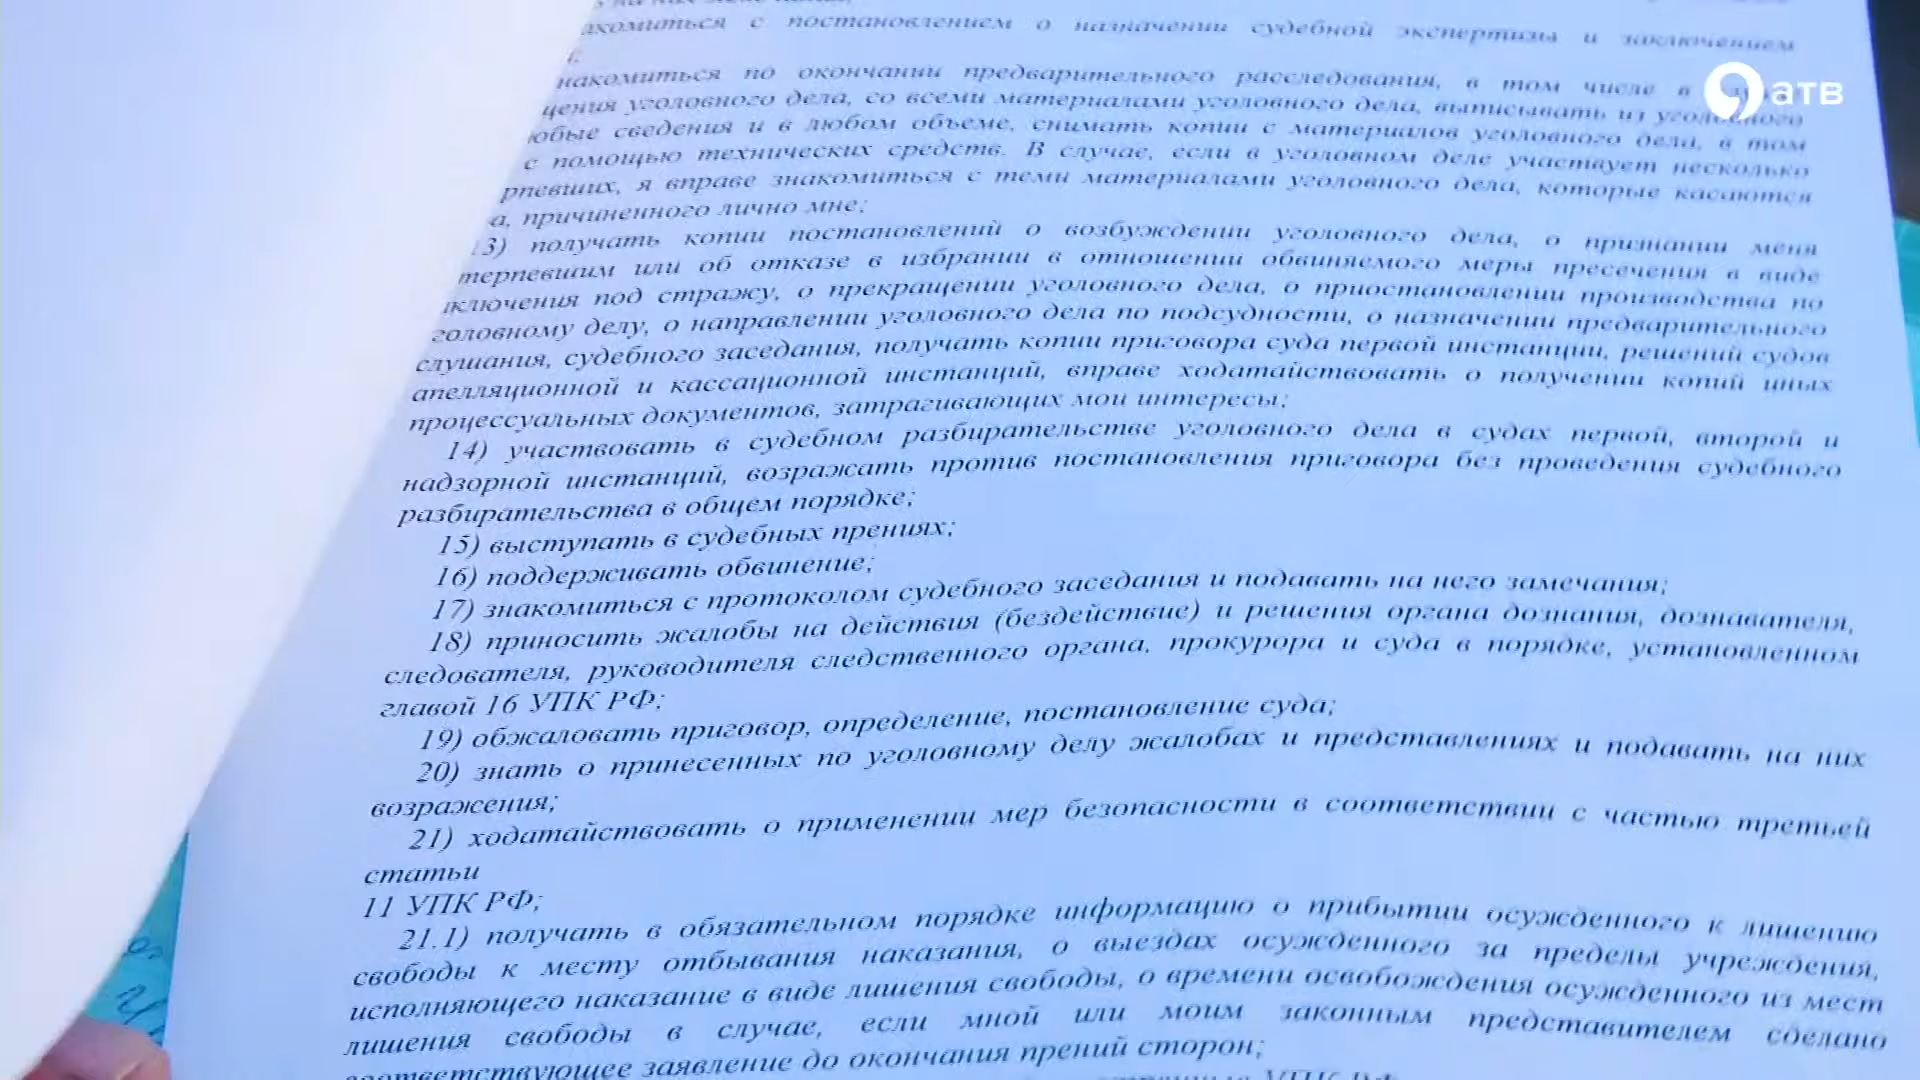 знакомиться с постановлением о назначении судебной экспертизы и заключением
накомиться по окончании предварительного расследования, в том числе в
щения уголовного дела, со всеми материалами уголовного дела, выписывать из уголовного
юбые сведения и в любом объеме, снимать копии с материалов уголовного дела, в том
с помощью технических средств. В случае, если в уголовном деле участвует несколько
рпевших, я вправе знакомиться с теми материалами уголовного дела, которые касаются
а, причиненного лично мне;
13) получать копии постановлений о возбуждении уголовного дела, о признании меня
терпевшим или об отказе в избрании в отношении обвиняемого меры пресечения в виде
ключения под стражу, о прекращении уголовного дела, о приостановлении производства по
головному делу, о направлении уголовного дела по подсудности, о назначении предварительного
слушания, судебного заседания, получать копии приговора суда первой инстанции, решений судов
апелляционной и кассационной инстанций, вправе ходатайствовать о получении копий иных
процессуальных документов, затрагивающих мои интересы;
14) участвовать в судебном разбирательстве уголовного дела в судах первой, второй и
надзорной инстанций, возражать против постановления приговора без проведения судебного
разбирательства в общем порядке;
15) выступать в судебных прениях;
16) поддерживать обвинение;
17) знакомиться с протоколом судебного заседания и подавать на него замечания;
18) приносить жалобы на действия (бездействие) и решения органа дознания, дознавателя,
следователя, руководителя следственного органа, прокурора и суда в порядке, установленном
главой 16 УПК РФ;
19) обжаловать приговор, определение, постановление суда;
20) знать о принесенных по уголовному делу жалобах и представлениях и подавать на них
возражения;
21) ходатайствовать о применении мер безопасности в соответствии с частью третьей
статьи
11 УПК РФ;
21.1) получать в обязательном порядке информацию о прибытии осужденного к лишению
свободы к месту отбывания наказания, о выездах осужденного за пределы учреждения,
исполняющего наказание в виде лишения свободы, о времени освобождения осужденного из мест
лишения свободы в случае, если мной или моим законным представителем сделано
соответствующее заявление до окончания прений сторон;
УПК РФ
атв